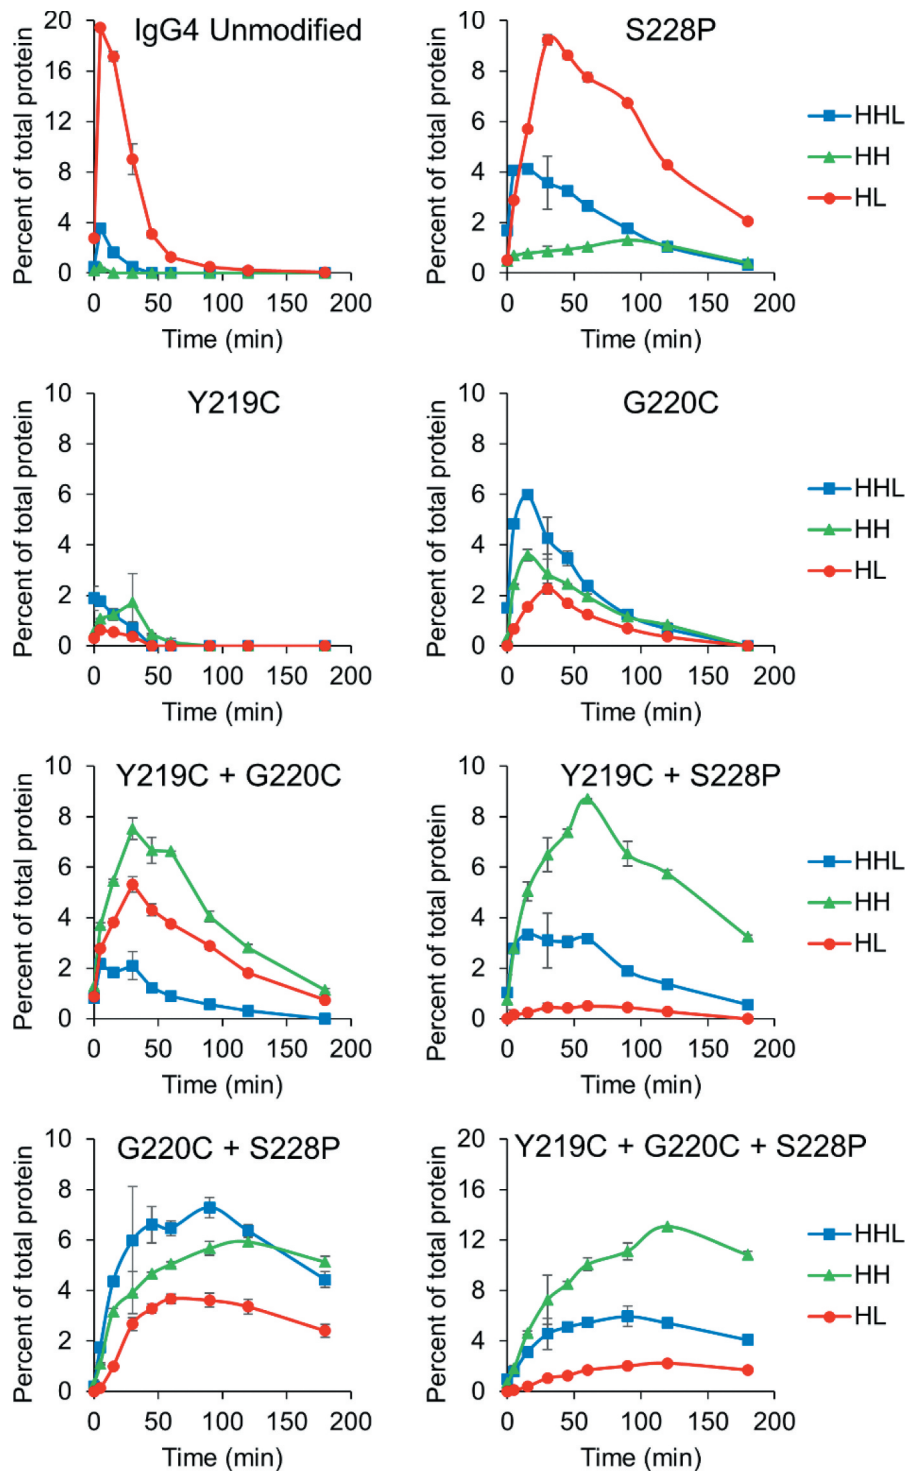 IgG4 Unmodified
Percent of total protein
20
16
12
8
4
0
0 50 100 150 200
Time (min)
S228P
Percent of total protein
10
8
6
4
2
0
0 50 100 150 200
Time (min)
HHL
HH
HL
Y219C
Percent of total protein
10
8
6
4
2
0
0 50 100 150 200
Time (min)
G220C
Percent of total protein
10
8
6
4
2
0
0 50 100 150 200
Time (min)
HHL
HH
HL
Y219C + G220C
Percent of total protein
10
8
6
4
2
0
0 50 100 150 200
Time (min)
Y219C + S228P
Percent of total protein
10
8
6
4
2
0
0 50 100 150 200
Time (min)
HHL
HH
HL
G220C + S228P
Percent of total protein
10
8
6
4
2
0
0 50 100 150 200
Time (min)
Y219C + G220C + S228P
Percent of total protein
20
16
12
8
4
0
0 50 100 150 200
Time (min)
HHL
HH
HL